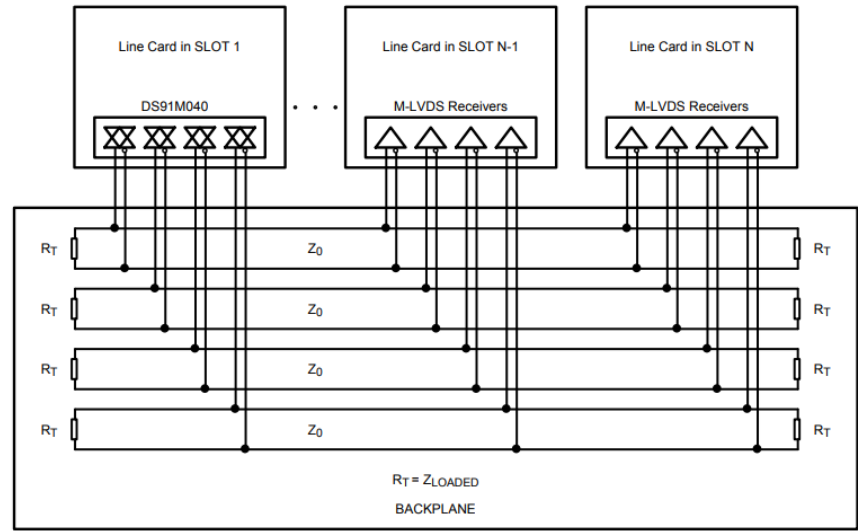 Line Card in SLOT 1
Line Card in SLOT N-1
Line Card in SLOT N
DS91M040
. . .
M-LVDS Receivers
M-LVDS Receivers
RT
Z0
RT
RT
Z0
RT
RT
Z0
RT
RT
Z0
RT
RT = ZLOADED
BACKPLANE